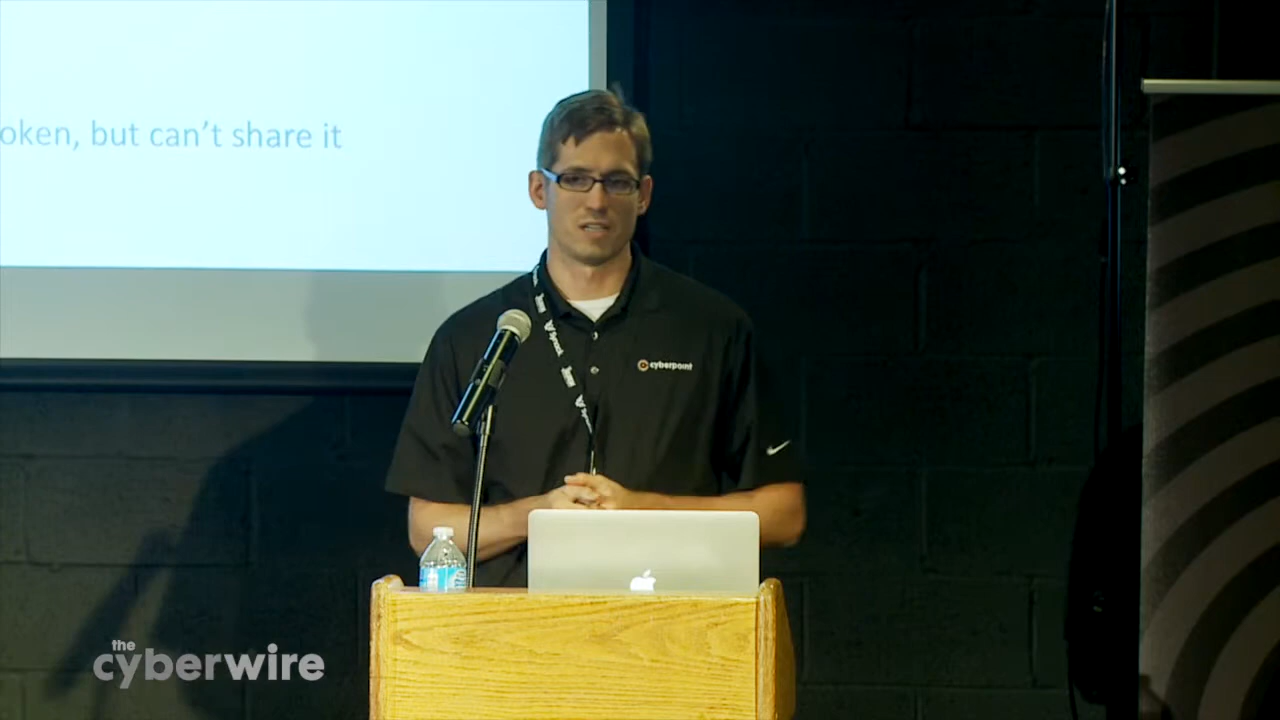 oken, but can't share it
cyberpoint
the
cyberwire